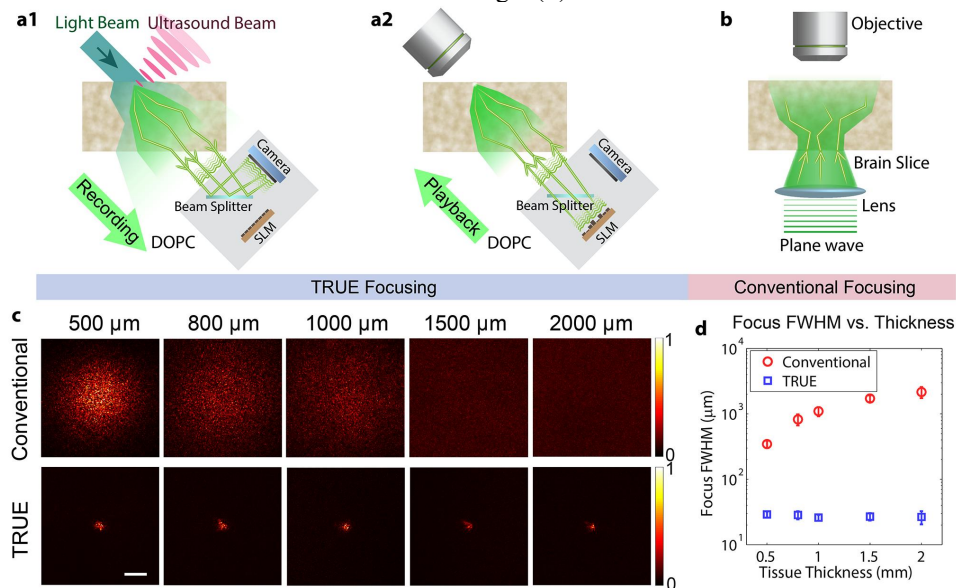 a1
Light Beam
Ultrasound Beam
Camera
Beam Splitter
SLM
Recording
DOPC
a2
Camera
Beam Splitter
SLM
Playback
DOPC
b
Objective
Brain Slice
Lens
Plane wave
TRUE Focusing
Conventional Focusing
c
500 µm
800 µm
1000 µm
1500 µm
2000 µm
Conventional
1
0
TRUE
1
0
d
Focus FWHM vs. Thickness
Conventional
TRUE
Focus FWHM (µm)
10⁴
10³
10²
10¹
0.5
1
1.5
2
Tissue Thickness (mm)